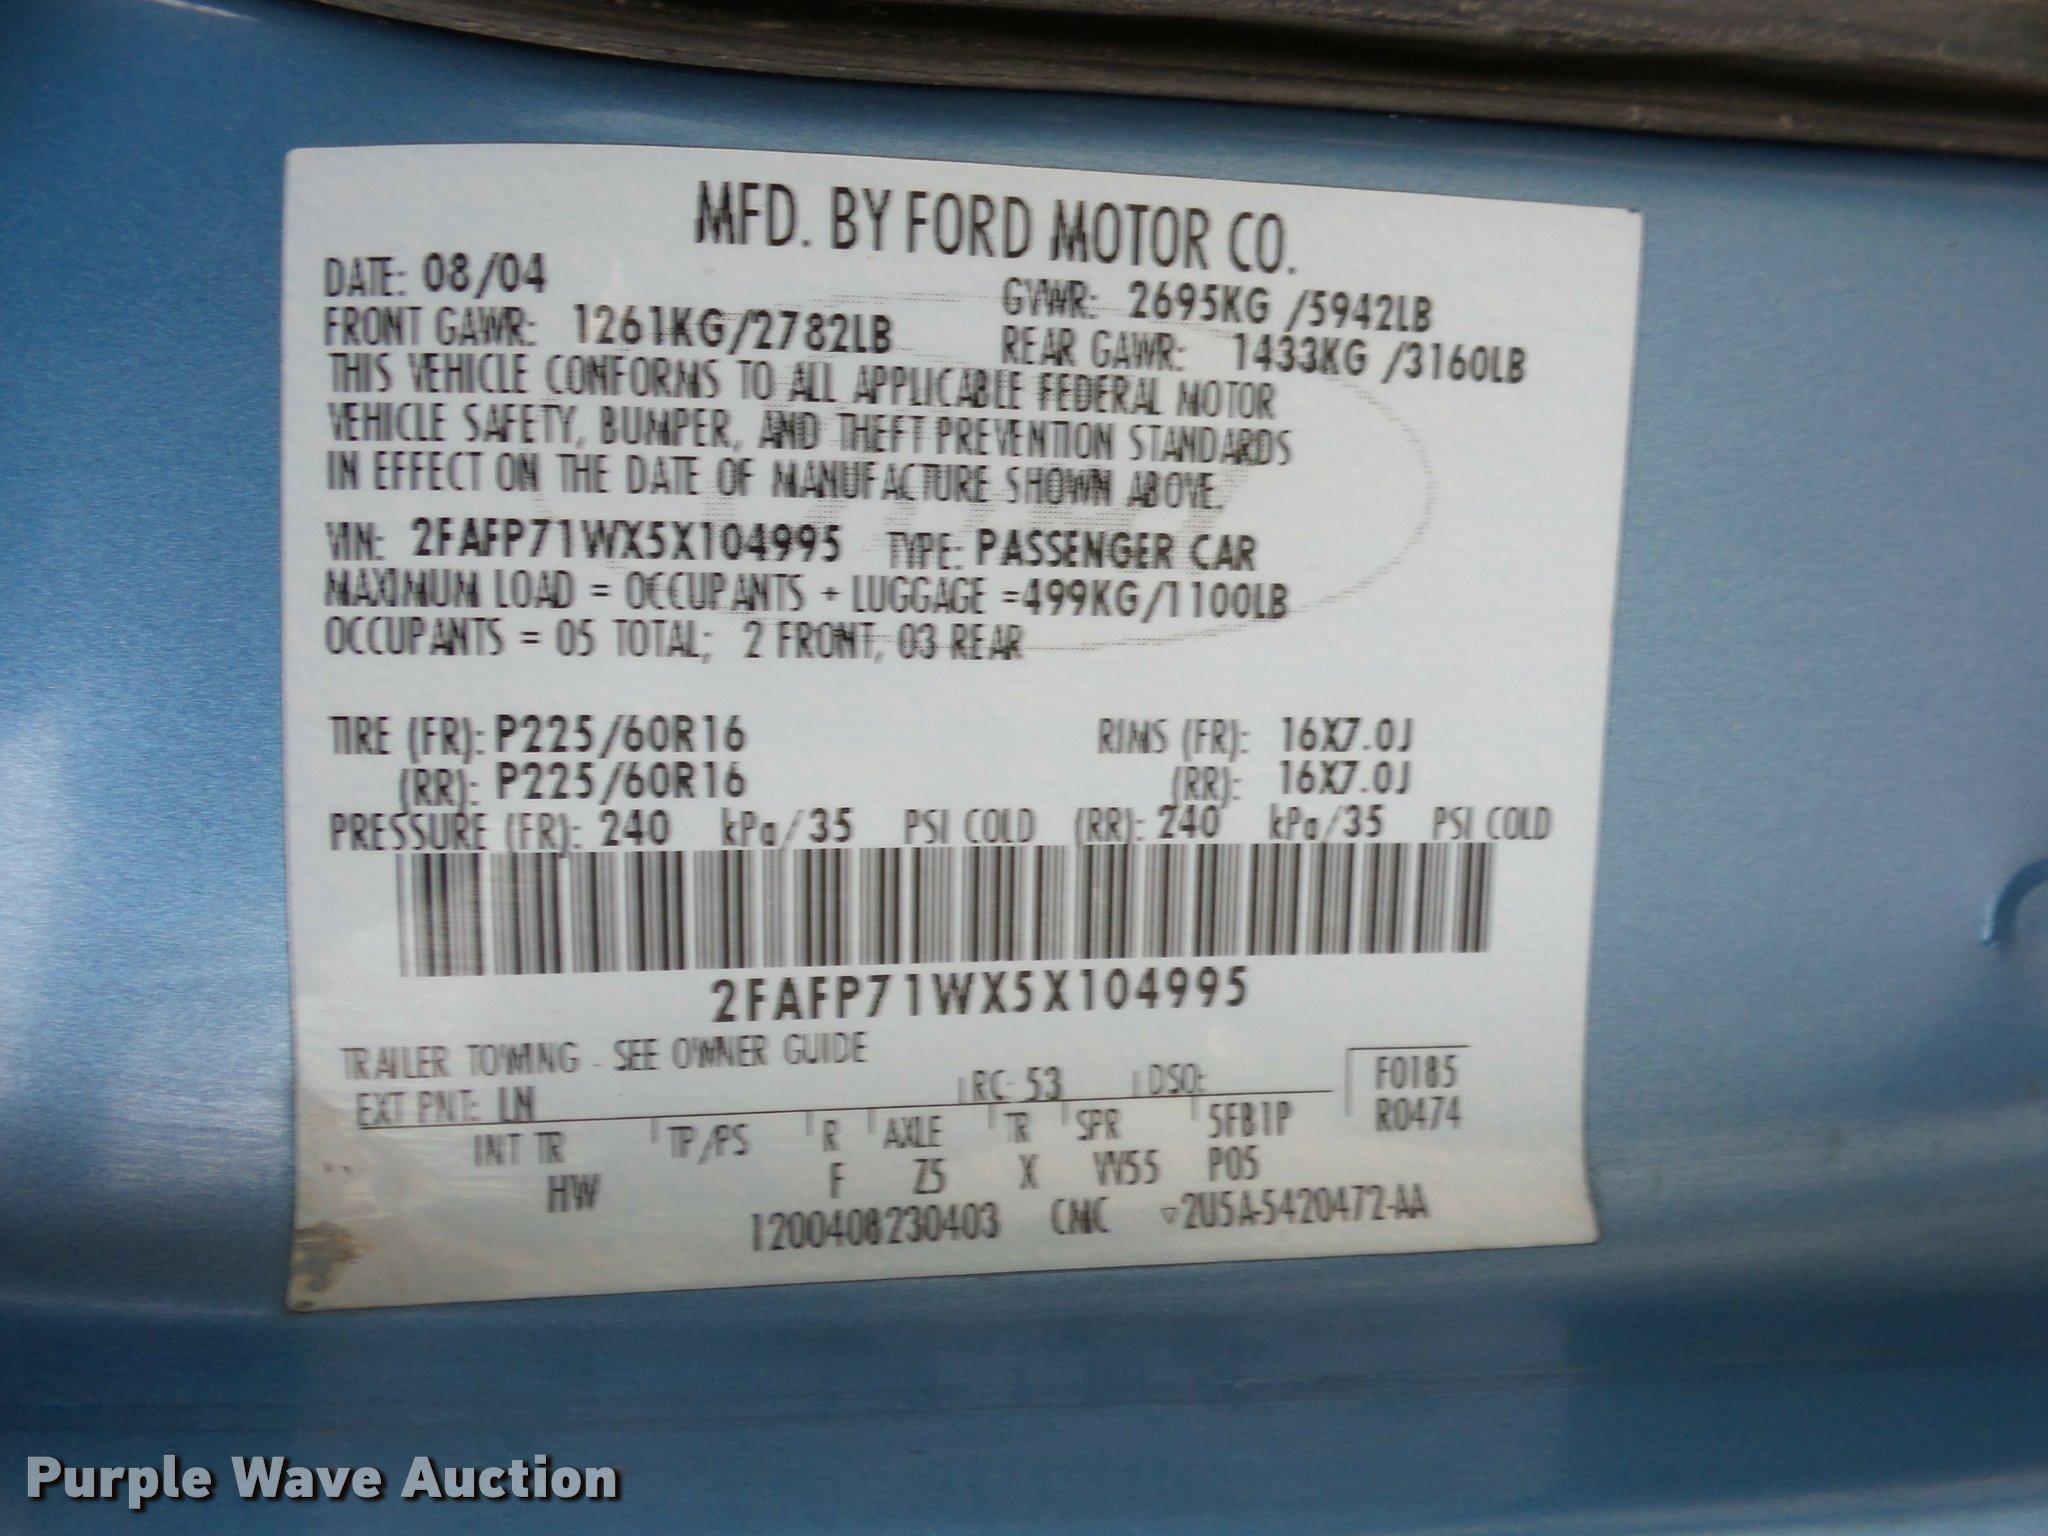 MFD. BY FORD MOTOR CO.
DATE: 08/04 GVWR: 2695KG /5942LB
FRONT GAWR: 1261KG/2782LB REAR GAWR: 1433KG /3160LB
THIS VEHICLE CONFORMS TO ALL APPLICABLE FEDERAL MOTOR
VEHICLE SAFETY, BUMPER, AND THEFT PREVENTION STANDARDS
IN EFFECT ON THE DATE OF MANUFACTURE SHOWN ABOVE.
VIN: 2FAFP71WX5X104995 TYPE: PASSENGER CAR
MAXIMUM LOAD = OCCUPANTS + LUGGAGE =499KG/1100LB
OCCUPANTS = 05 TOTAL; 2 FRONT, 03 REAR
TIRE (FR): P225/60R16 RIMS (FR): 16X7.0J
(RR): P225/60R16 (RR): 16X7.0J
PRESSURE (FR): 240 kPa/35 PSI COLD (RR): 240 kPa/35 PSI COLD
2FAFP71WX5X104995
TRAILER TOWING - SEE OWNER GUIDE
EXT PNT: LN RC: 53 DSO: F0185
INT TR TP/PS R AXLE TR SPR 5FB1P R0474
HW F Z5 X VV55 P05
1200408230403 CMC ▽2U5A-5420472-AA
Purple Wave Auction